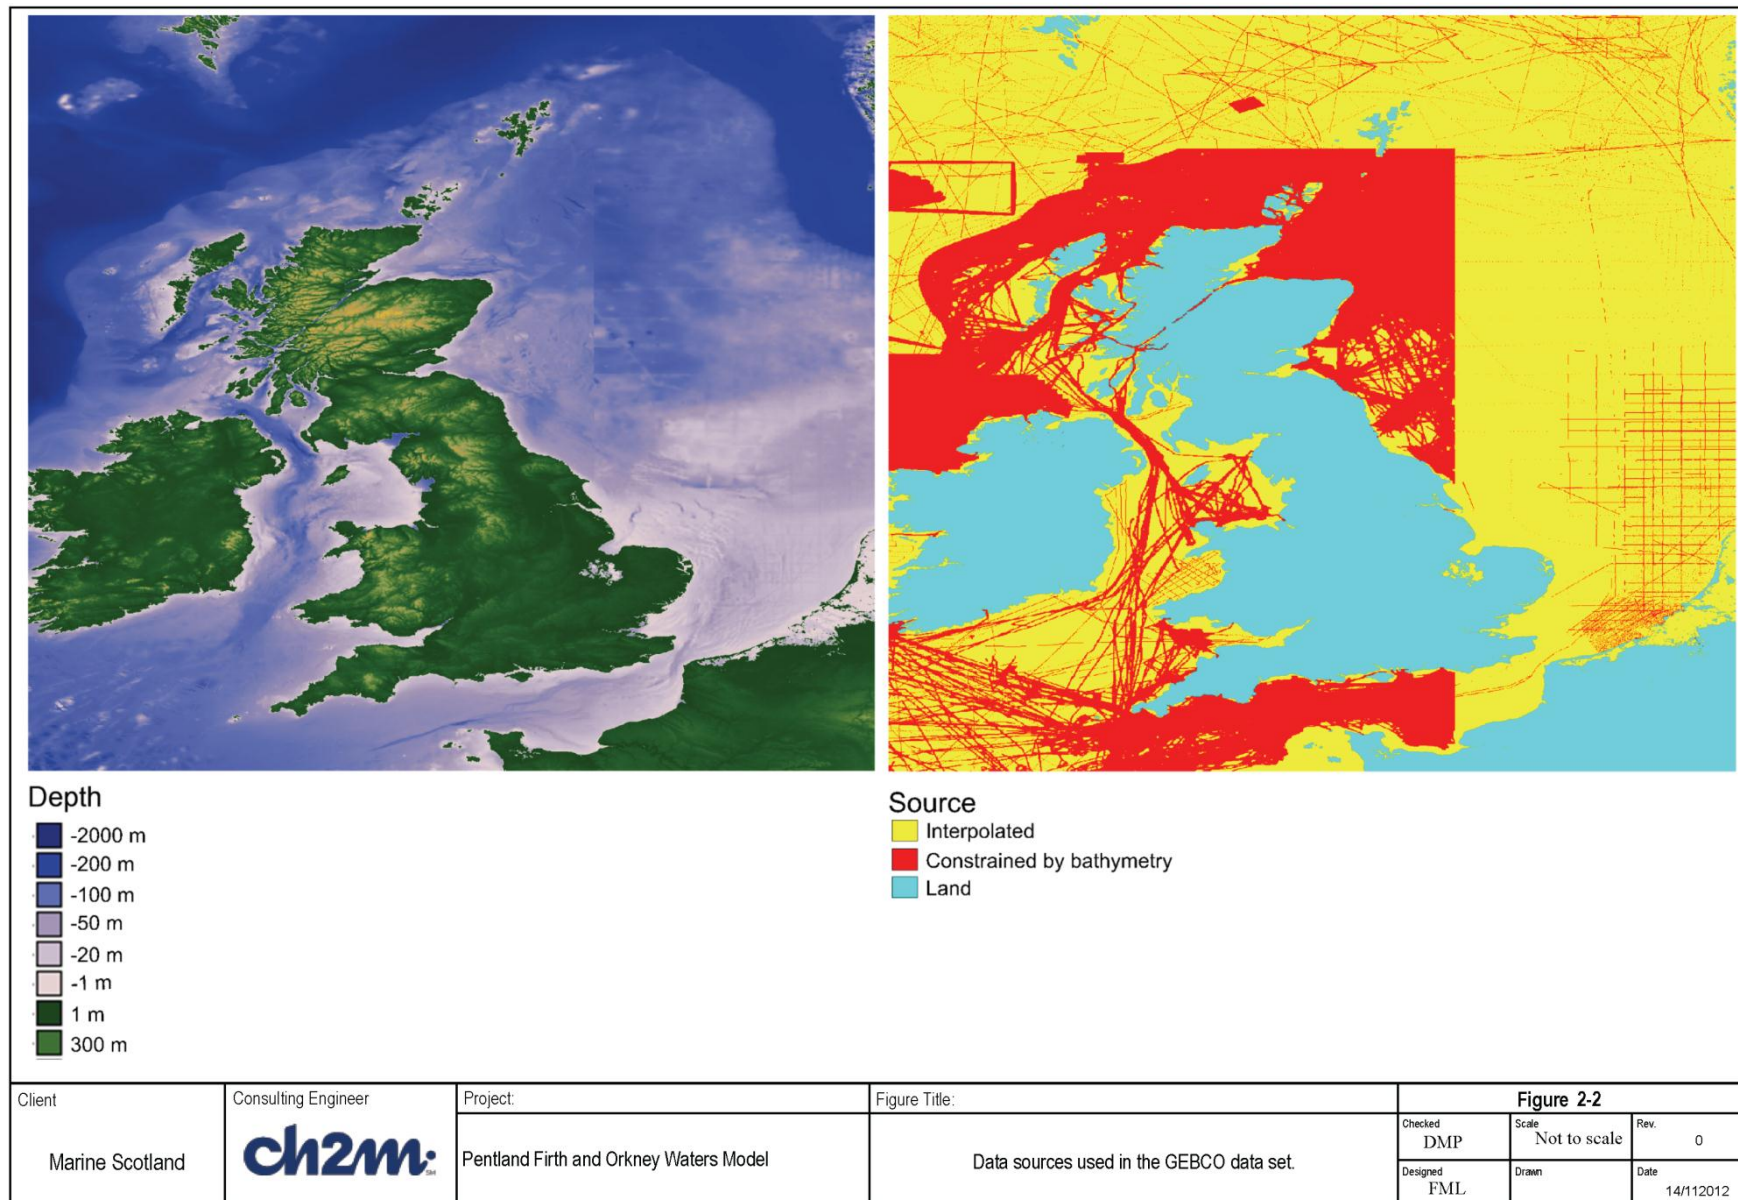 Depth
-2000 m
-200 m
-100 m
-50 m
-20 m
-1 m
1 m
300 m
Source
Interpolated
Constrained by bathymetry
Land
Client
Marine Scotland
Consulting Engineer
ch2m:
SM
Project:
Pentland Firth and Orkney Waters Model
Figure Title:
Data sources used in the GEBCO data set.
Figure 2-2
Checked
DMP
Scale
Not to scale
Rev.
0
Designed
FML
Drawn
Date
14/112012